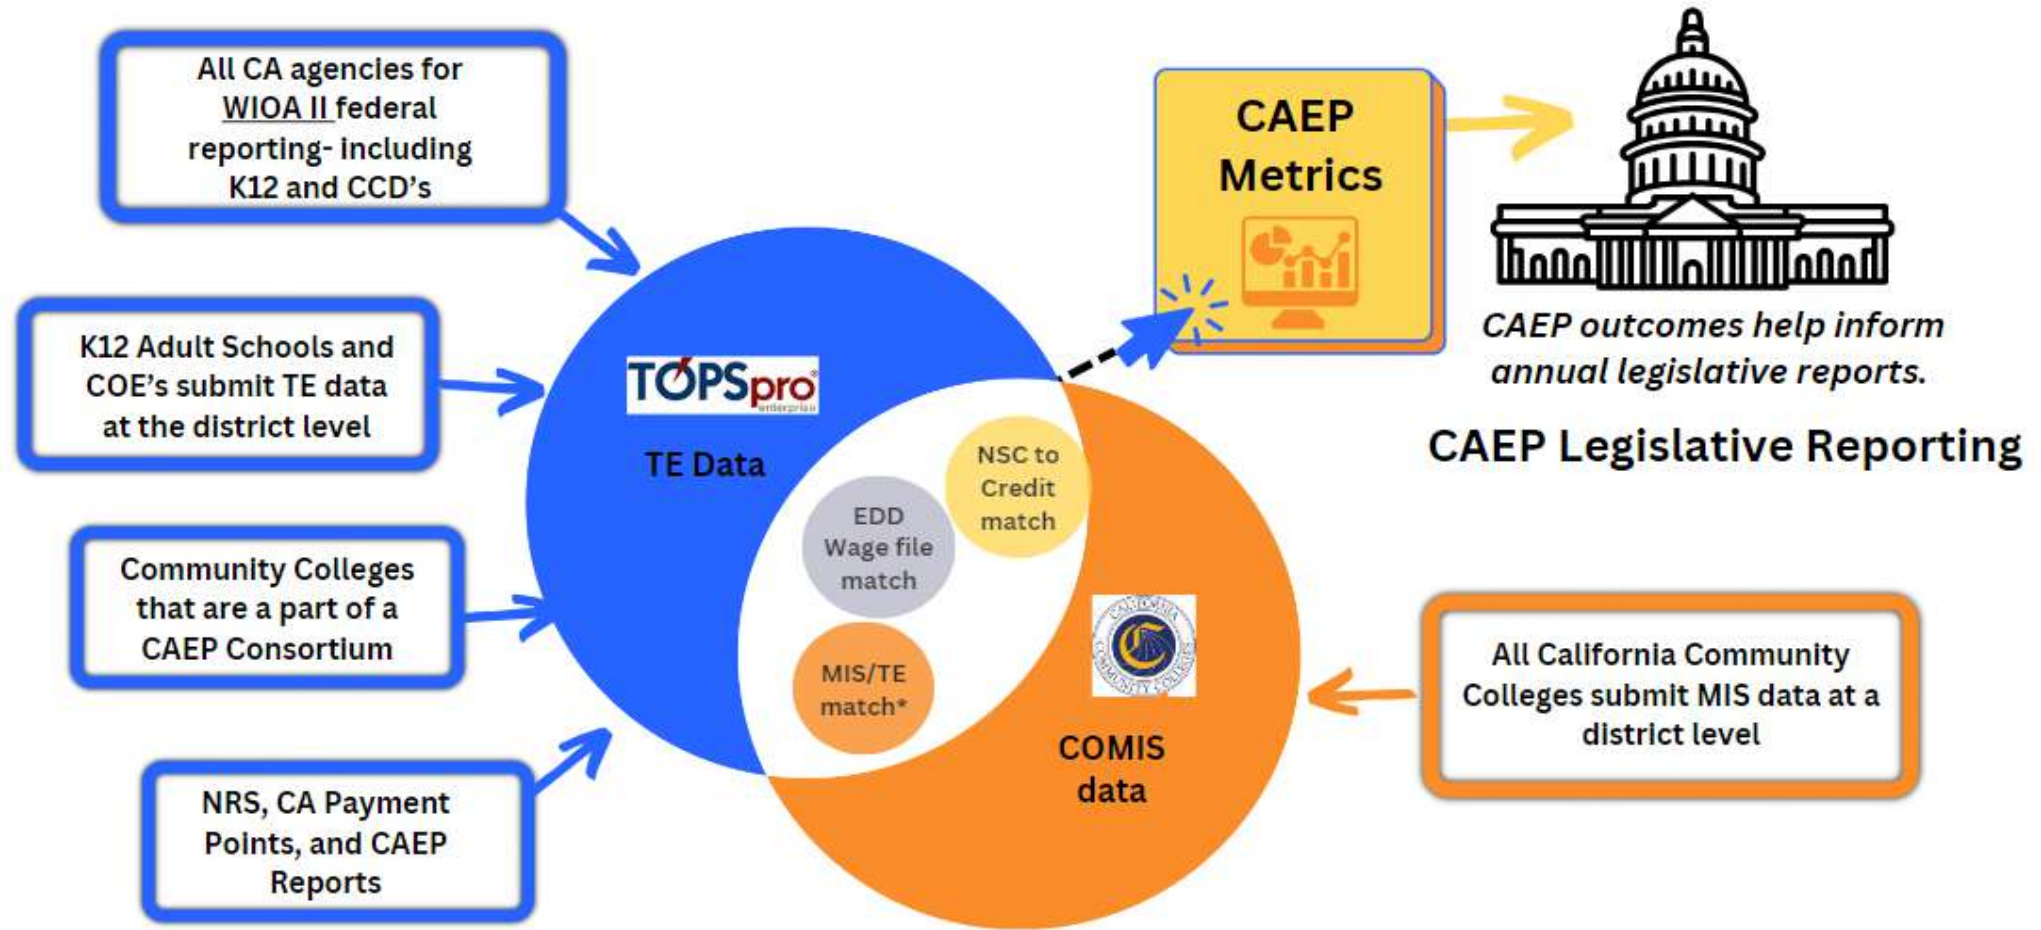 All CA agencies for
WIOA II federal
reporting- including
K12 and CCD's
K12 Adult Schools and
COE's submit TE data
at the district level
Community Colleges
that are a part of a
CAEP Consortium
NRS, CA Payment
Points, and CAEP
Reports
TOPSpro®
enterprise
TE Data
NSC to
Credit
match
EDD
Wage file
match
MIS/TE
match*
CALIFORNIA
COMMUNITY COLLEGES
COMIS
data
CAEP
Metrics
CAEP outcomes help inform
annual legislative reports.
CAEP Legislative Reporting
All California Community
Colleges submit MIS data at a
district level